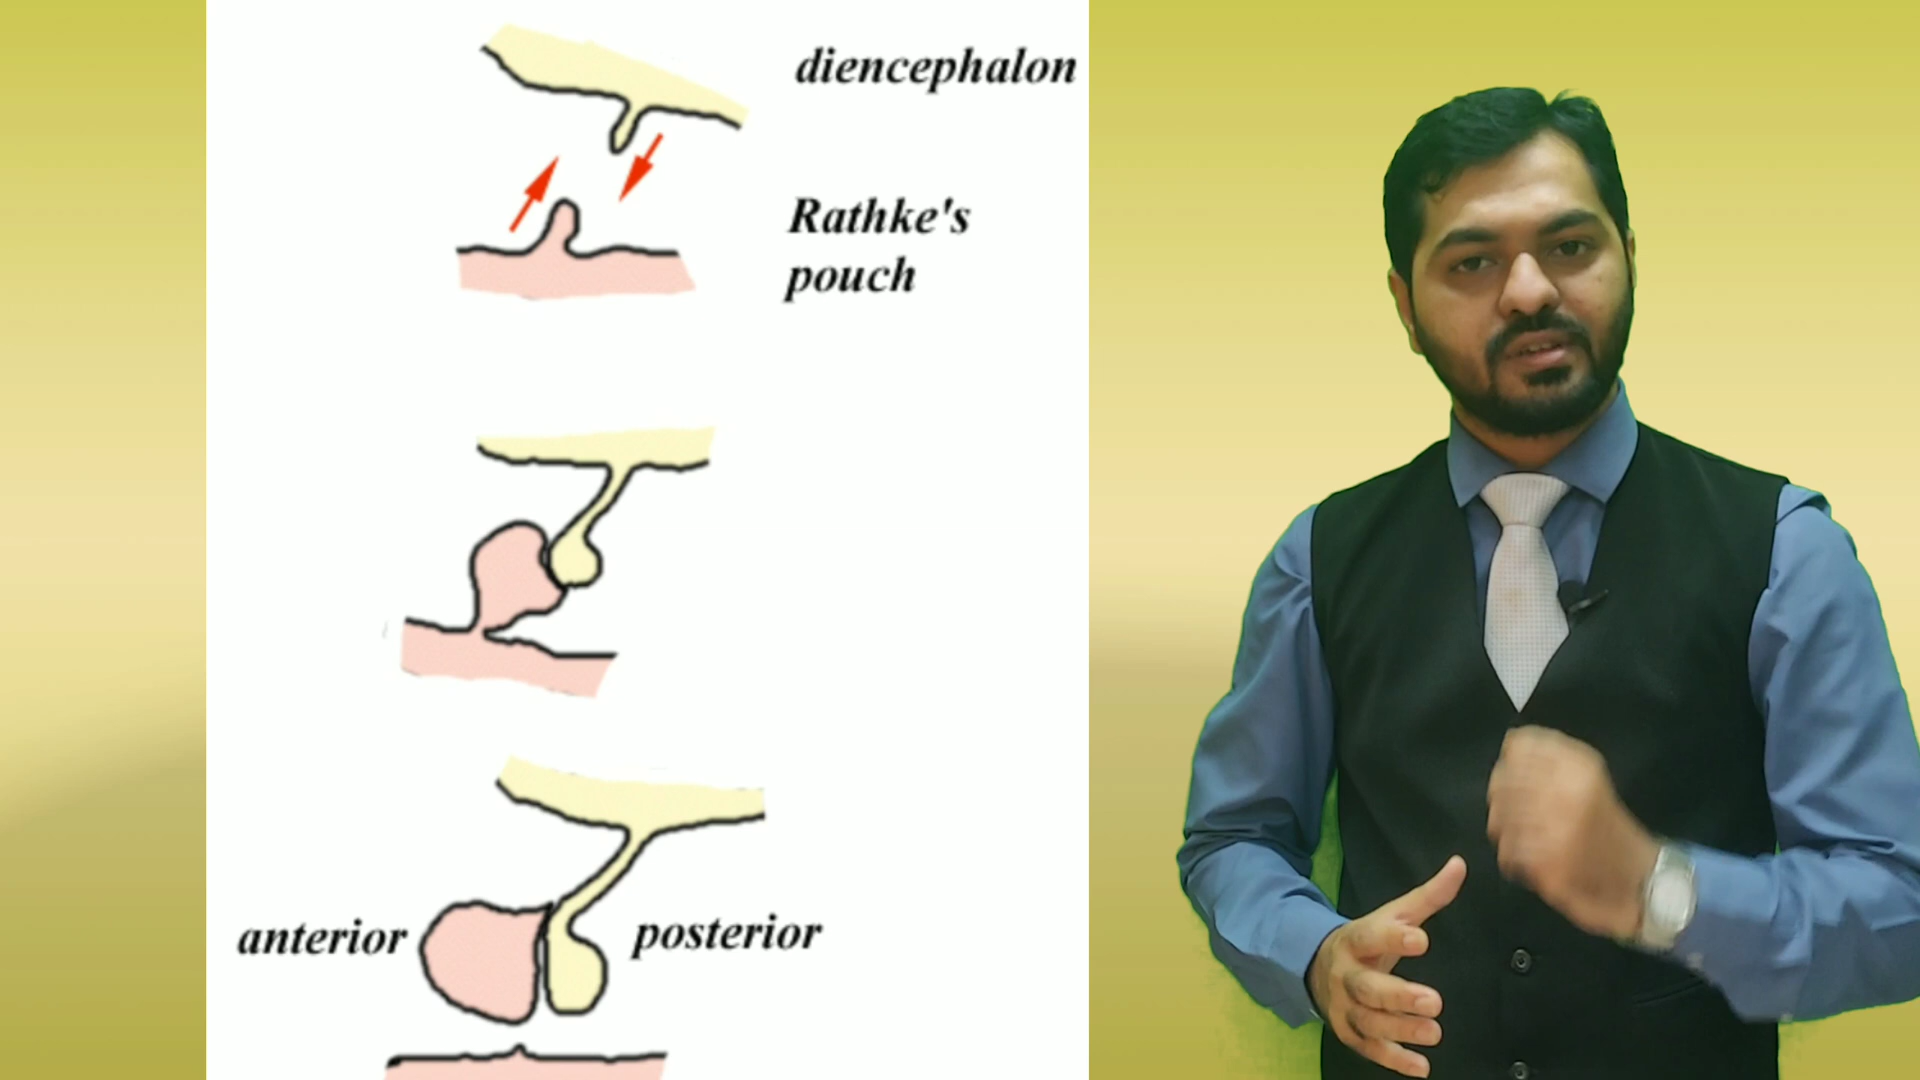 diencephalon
Rathke's
pouch
anterior
posterior